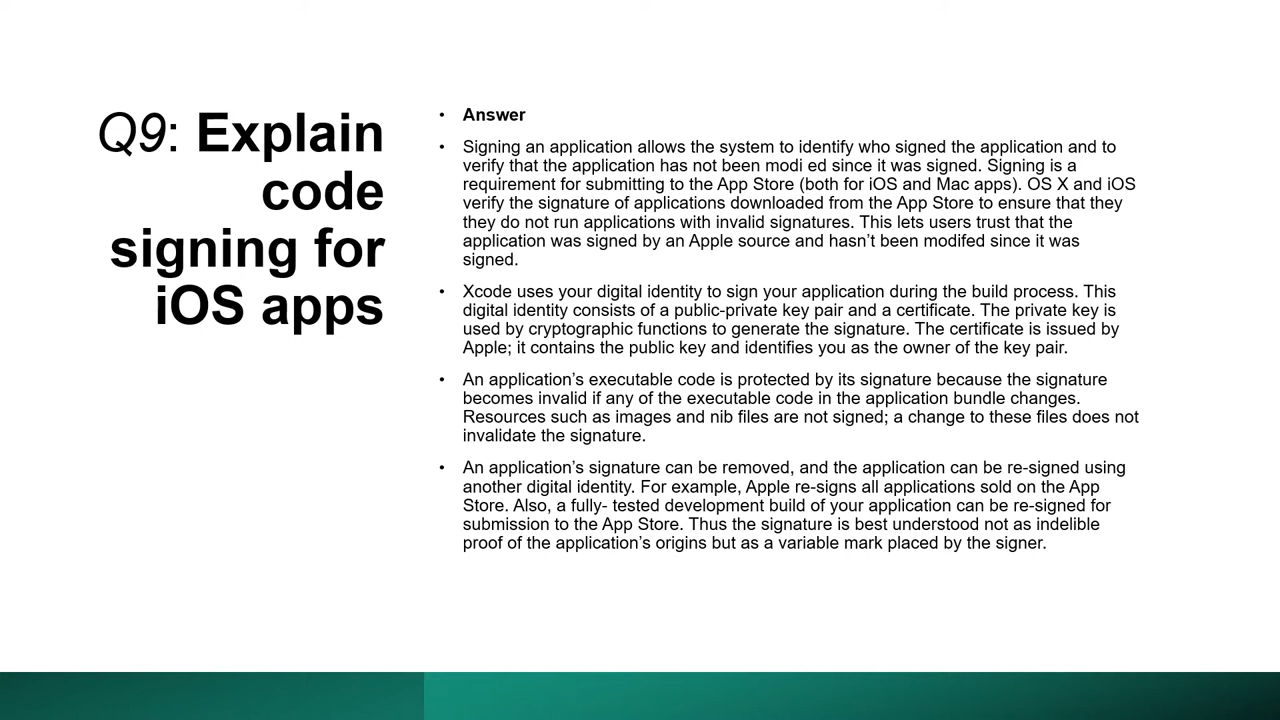 Q9: Explain
code
signing for
iOS apps
• Answer
• Signing an application allows the system to identify who signed the application and to
verify that the application has not been modi ed since it was signed. Signing is a
requirement for submitting to the App Store (both for iOS and Mac apps). OS X and iOS
verify the signature of applications downloaded from the App Store to ensure that they
they do not run applications with invalid signatures. This lets users trust that the
application was signed by an Apple source and hasn’t been modifed since it was
signed.
• Xcode uses your digital identity to sign your application during the build process. This
digital identity consists of a public-private key pair and a certificate. The private key is
used by cryptographic functions to generate the signature. The certificate is issued by
Apple; it contains the public key and identifies you as the owner of the key pair.
• An application’s executable code is protected by its signature because the signature
becomes invalid if any of the executable code in the application bundle changes.
Resources such as images and nib files are not signed; a change to these files does not
invalidate the signature.
• An application’s signature can be removed, and the application can be re-signed using
another digital identity. For example, Apple re-signs all applications sold on the App
Store. Also, a fully- tested development build of your application can be re-signed for
submission to the App Store. Thus the signature is best understood not as indelible
proof of the application’s origins but as a variable mark placed by the signer.